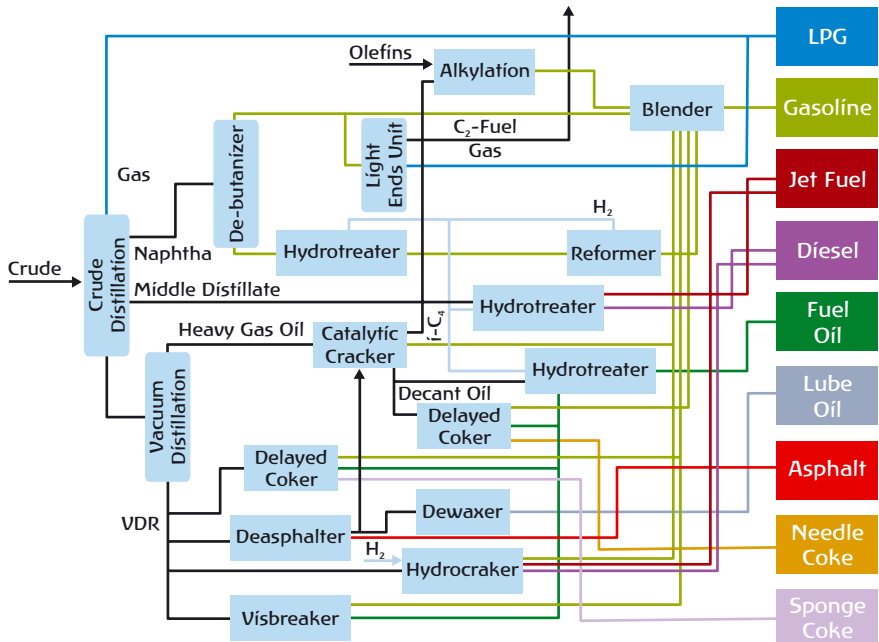 LPG
Olefins
Alkylation
Gasoline
Blender
C₂-Fuel
Gas
Light
Ends Unit
De-butanizer
Gas
Jet Fuel
H₂
Naphtha
Hydrotreater
Reformer
Diesel
Crude
Crude
Distillation
Middle Distillate
Hydrotreater
Fuel
Oil
Heavy Gas Oil
Catalytic
Cracker
i-C₄
Hydrotreater
Vacuum
Distillation
Decant Oil
Lube
Oil
Delayed
Coker
Delayed
Coker
Asphalt
VDR
Dewaxer
Deasphalter
Needle
Coke
H₂
Hydrocraker
Visbreaker
Sponge
Coke